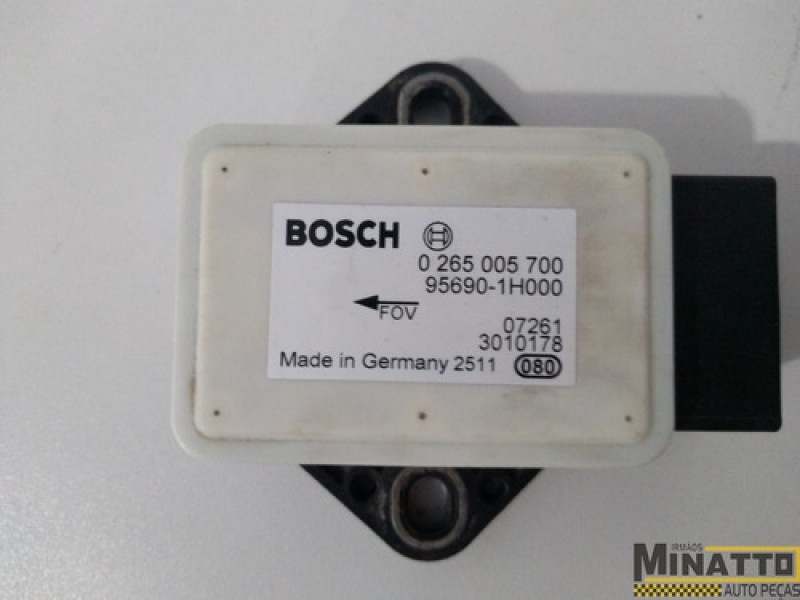 BOSCH
0 265 005 700
95690-1H000
FOV
07261
3010178
Made in Germany 2511 080
IRMÃOS
MINATTO
AUTO PEÇAS